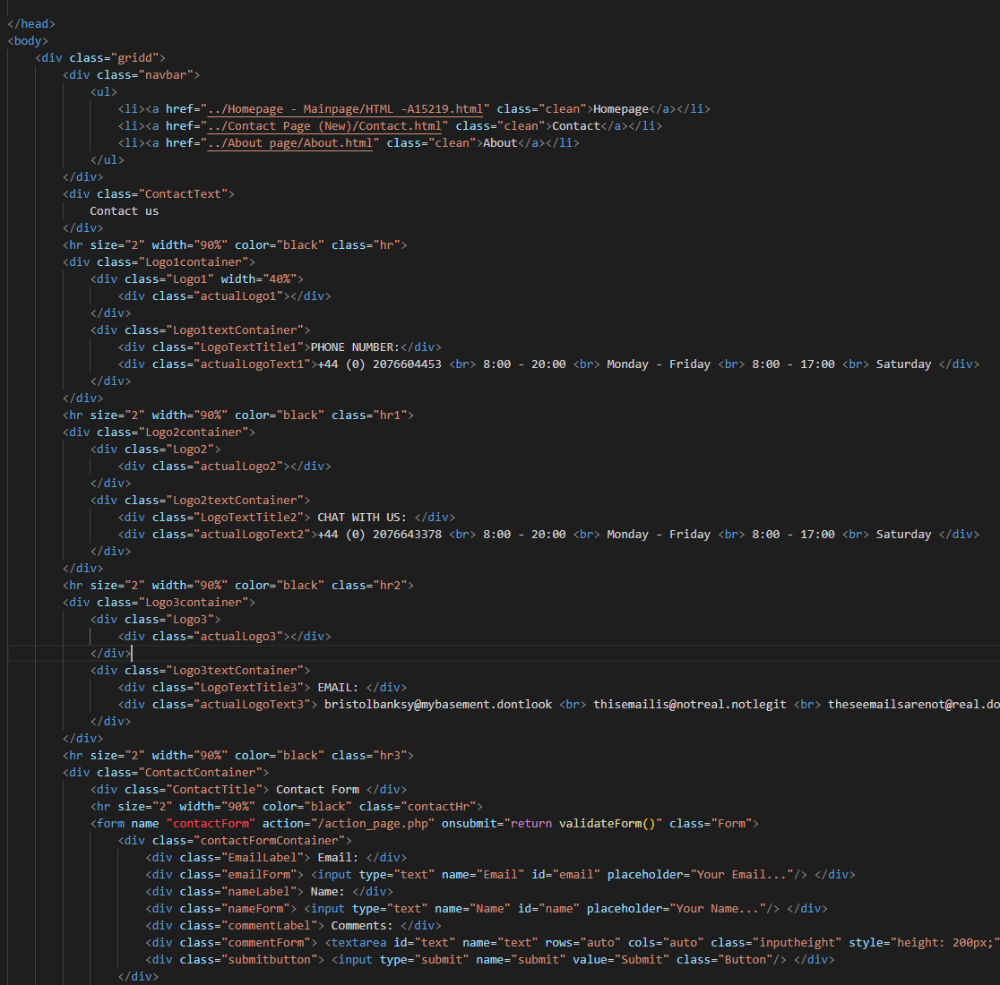 </head>
<body>
<div class="gridd">
<div class="navbar">
<ul>
<li><a href="../Homepage - Mainpage/HTML -A15219.html" class="clean">Homepage</a></li>
<li><a href="../Contact Page (New)/Contact.html" class="clean">Contact</a></li>
<li><a href="../About page/About.html" class="clean">About</a></li>
</ul>
</div>
<div class="ContactText">
Contact us
</div>
<hr size="2" width="90%" color="black" class="hr">
<div class="Logo1container">
<div class="Logo1" width="40%">
<div class="actualLogo1"></div>
</div>
<div class="Logo1textContainer">
<div class="LogoTextTitle1">PHONE NUMBER:</div>
<div class="actualLogoText1">+44 (0) 2076604453 <br> 8:00 - 20:00 <br> Monday - Friday <br> 8:00 - 17:00 <br> Saturday </div>
</div>
</div>
<hr size="2" width="90%" color="black" class="hr1">
<div class="Logo2container">
<div class="Logo2">
<div class="actualLogo2"></div>
</div>
<div class="Logo2textContainer">
<div class="LogoTextTitle2"> CHAT WITH US: </div>
<div class="actualLogoText2">+44 (0) 2076643378 <br> 8:00 - 20:00 <br> Monday - Friday <br> 8:00 - 17:00 <br> Saturday </div>
</div>
</div>
<hr size="2" width="90%" color="black" class="hr2">
<div class="Logo3container">
<div class="Logo3">
<div class="actualLogo3"></div>
</div>
<div class="Logo3textContainer">
<div class="LogoTextTitle3"> EMAIL: </div>
<div class="actualLogoText3"> bristolbanksy@mybasement.dontlook <br> thisemailis@notreal.notlegit <br> theseemailsarenot@real.do
</div>
</div>
<hr size="2" width="90%" color="black" class="hr3">
<div class="ContactContainer">
<div class="ContactTitle"> Contact Form </div>
<hr size="2" width="90%" color="black" class="contactHr">
<form name "contactForm" action="/action_page.php" onsubmit="return validateForm()" class="Form">
<div class="contactFormContainer">
<div class="EmailLabel"> Email: </div>
<div class="emailForm"> <input type="text" name="Email" id="email" placeholder="Your Email..."/> </div>
<div class="nameLabel"> Name: </div>
<div class="nameForm"> <input type="text" name="Name" id="name" placeholder="Your Name..."/> </div>
<div class="commentLabel"> Comments: </div>
<div class="commentForm"> <textarea id="text" name="text" rows="auto" cols="auto" class="inputheight" style="height: 200px;"
<div class="submitbutton"> <input type="submit" name="submit" value="Submit" class="Button"/> </div>
</div>